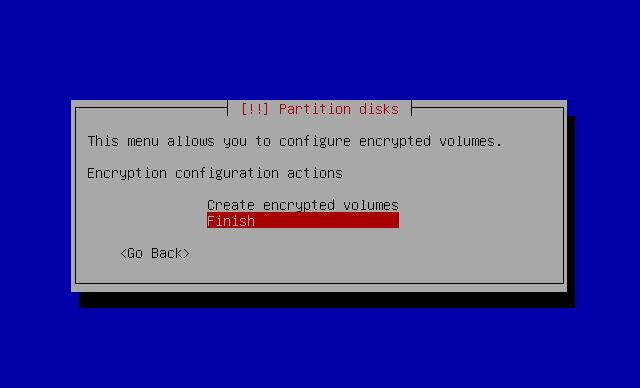 [!!] Partition disks
This menu allows you to configure encrypted volumes.
Encryption configuration actions
Create encrypted volumes
Finish
<Go Back>